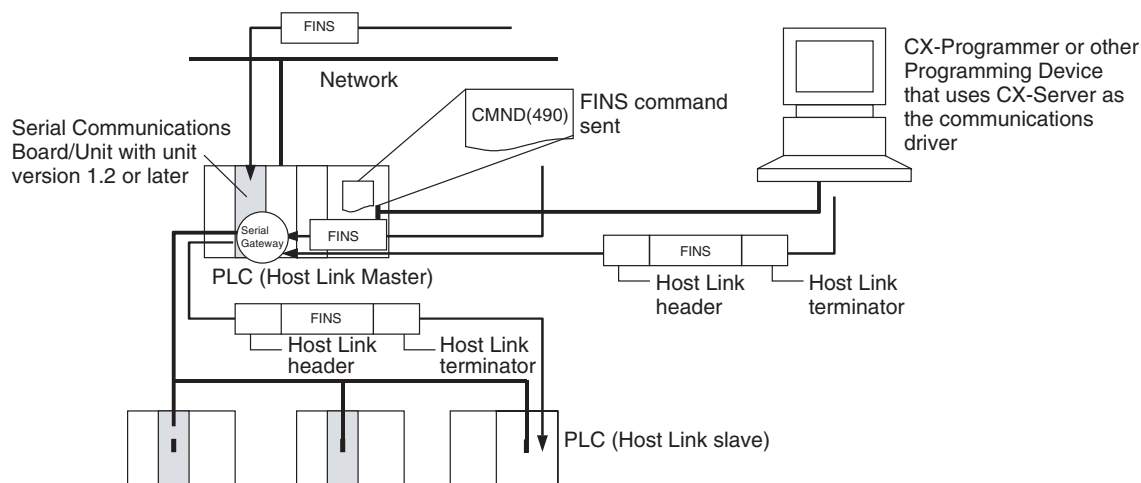 FINS
Network
CMND(490)
FINS command
sent
CX-Programmer or other
Programming Device
that uses CX-Server as
the communications
driver
Serial Communications
Board/Unit with unit
version 1.2 or later
Serial
Gateway
FINS
PLC (Host Link Master)
FINS
Host Link
header
Host Link
terminator
FINS
Host Link
header
Host Link
terminator
PLC (Host Link slave)